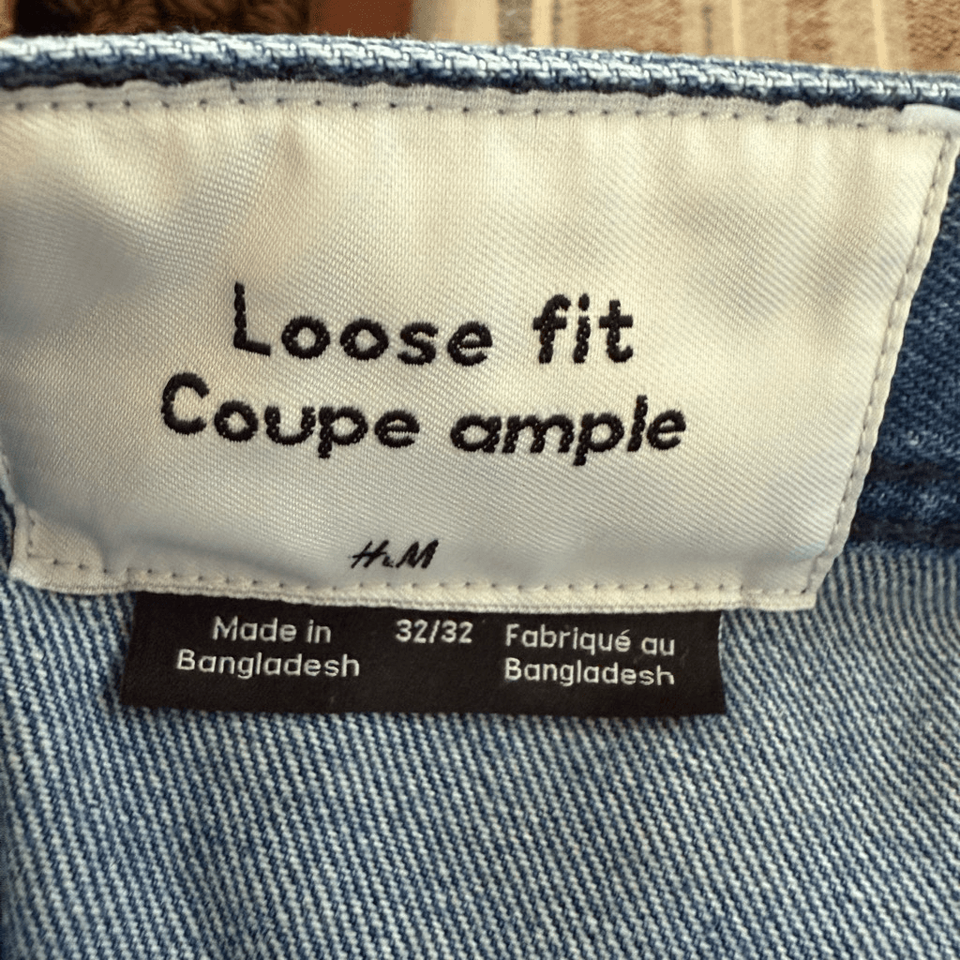 Loose fit
Coupe ample
H&M
Made in
Bangladesh
32/32
Fabriqué au
Bangladesh